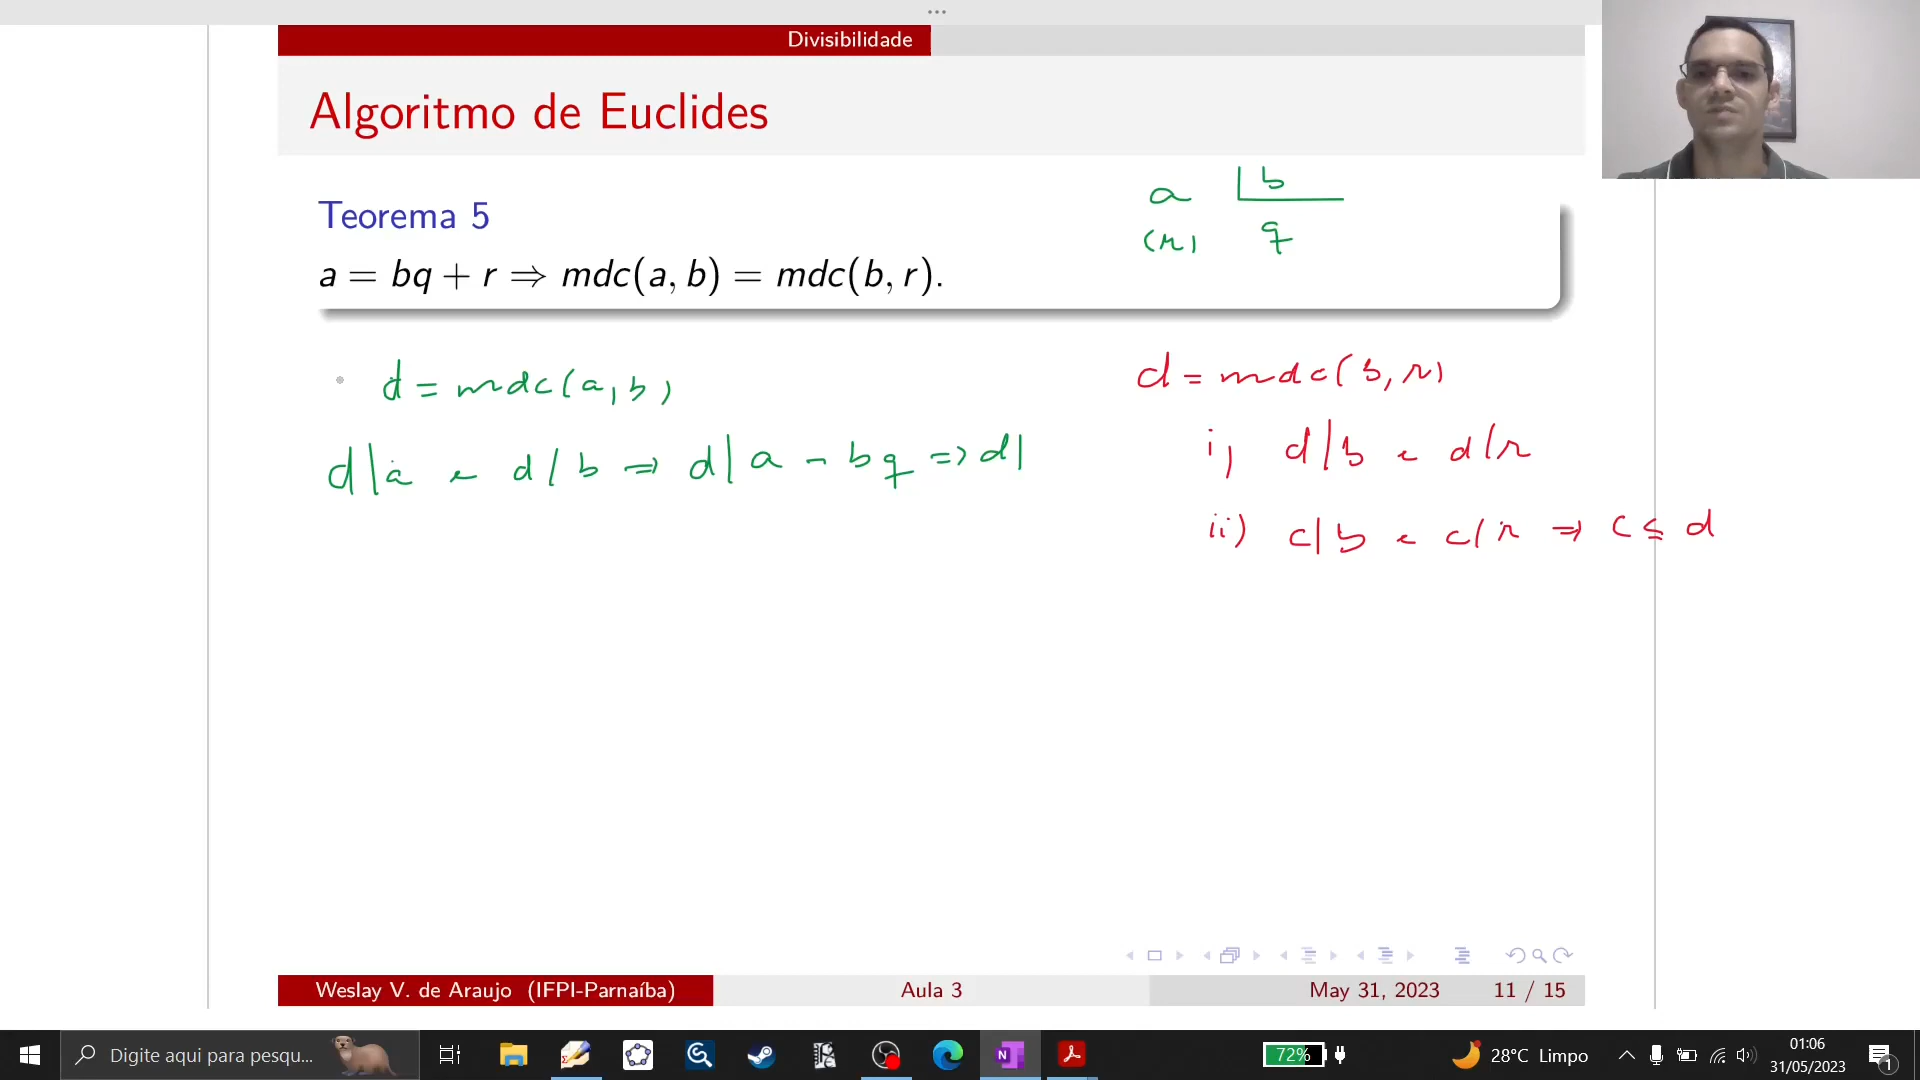 Divisibilidade
Algoritmo de Euclides
a b
(r) q
Teorema 5
a = bq + r ⇒ mdc(a, b) = mdc(b, r).
d = mdc(a, b)
d = mdc(b, r)
d|a e d|b ⇒ d|a - bq => d|
i) d|b e d|r
ii) c|b e c|r ⇒ c ≤ d
Weslay V. de Araujo (IFPI-Parnaíba) Aula 3 May 31, 2023 11 / 15
Digite aqui para pesqu... 72% 28°C Limpo 01:06
31/05/2023 1